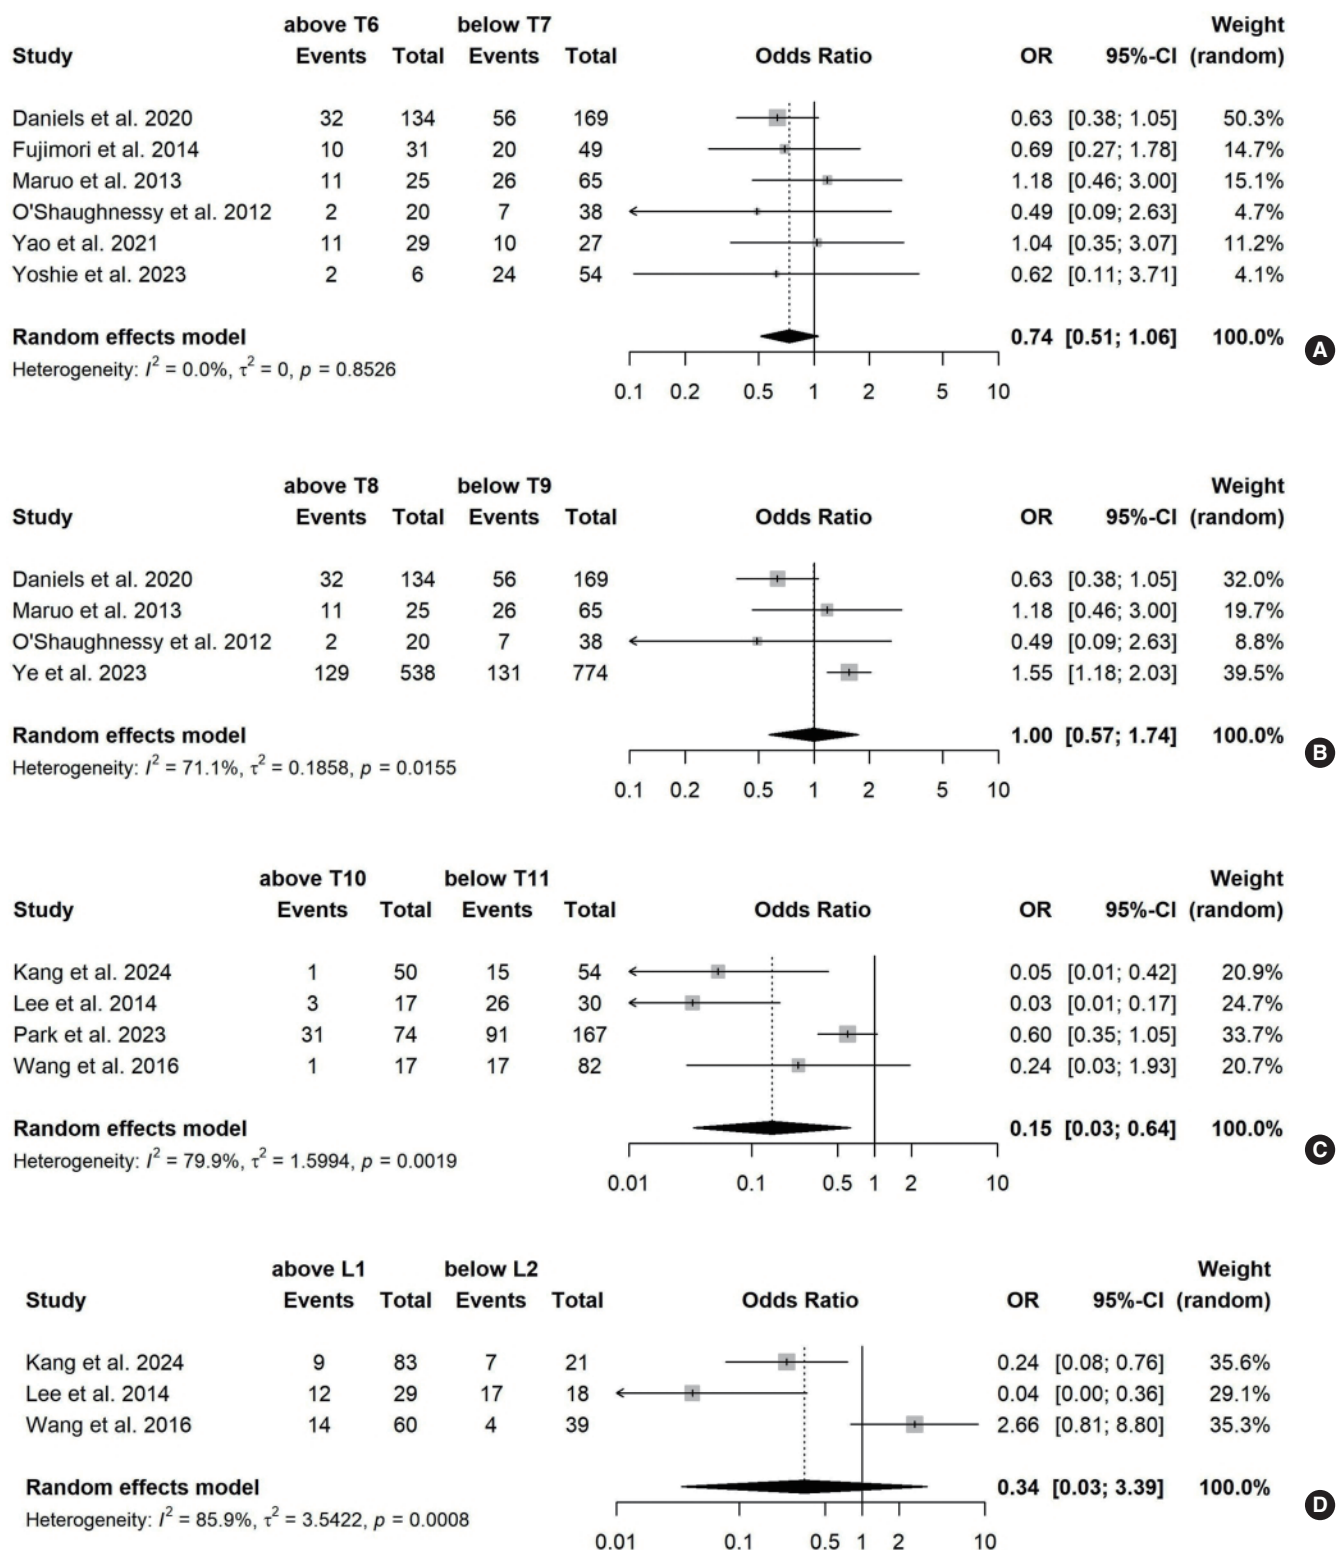 above T6 below T7 Weight
Study Events Total Events Total Odds Ratio OR 95%-CI (random)
Daniels et al. 2020 32 134 56 169 0.63 [0.38; 1.05] 50.3%
Fujimori et al. 2014 10 31 20 49 0.69 [0.27; 1.78] 14.7%
Maruo et al. 2013 11 25 26 65 1.18 [0.46; 3.00] 15.1%
O'Shaughnessy et al. 2012 2 20 7 38 0.49 [0.09; 2.63] 4.7%
Yao et al. 2021 11 29 10 27 1.04 [0.35; 3.07] 11.2%
Yoshie et al. 2023 2 6 24 54 0.62 [0.11; 3.71] 4.1%
Random effects model 0.74 [0.51; 1.06] 100.0%
Heterogeneity: I² = 0.0%, τ² = 0, p = 0.8526
0.1 0.2 0.5 1 2 5 10
A
above T8 below T9 Weight
Study Events Total Events Total Odds Ratio OR 95%-CI (random)
Daniels et al. 2020 32 134 56 169 0.63 [0.38; 1.05] 32.0%
Maruo et al. 2013 11 25 26 65 1.18 [0.46; 3.00] 19.7%
O'Shaughnessy et al. 2012 2 20 7 38 0.49 [0.09; 2.63] 8.8%
Ye et al. 2023 129 538 131 774 1.55 [1.18; 2.03] 39.5%
Random effects model 1.00 [0.57; 1.74] 100.0%
Heterogeneity: I² = 71.1%, τ² = 0.1858, p = 0.0155
0.1 0.2 0.5 1 2 5 10
B
above T10 below T11 Weight
Study Events Total Events Total Odds Ratio OR 95%-CI (random)
Kang et al. 2024 1 50 15 54 0.05 [0.01; 0.42] 20.9%
Lee et al. 2014 3 17 26 30 0.03 [0.01; 0.17] 24.7%
Park et al. 2023 31 74 91 167 0.60 [0.35; 1.05] 33.7%
Wang et al. 2016 1 17 17 82 0.24 [0.03; 1.93] 20.7%
Random effects model 0.15 [0.03; 0.64] 100.0%
Heterogeneity: I² = 79.9%, τ² = 1.5994, p = 0.0019
0.01 0.1 0.5 1 2 10
C
above L1 below L2 Weight
Study Events Total Events Total Odds Ratio OR 95%-CI (random)
Kang et al. 2024 9 83 7 21 0.24 [0.08; 0.76] 35.6%
Lee et al. 2014 12 29 17 18 0.04 [0.00; 0.36] 29.1%
Wang et al. 2016 14 60 4 39 2.66 [0.81; 8.80] 35.3%
Random effects model 0.34 [0.03; 3.39] 100.0%
Heterogeneity: I² = 85.9%, τ² = 3.5422, p = 0.0008
0.01 0.1 0.5 1 2 10
D